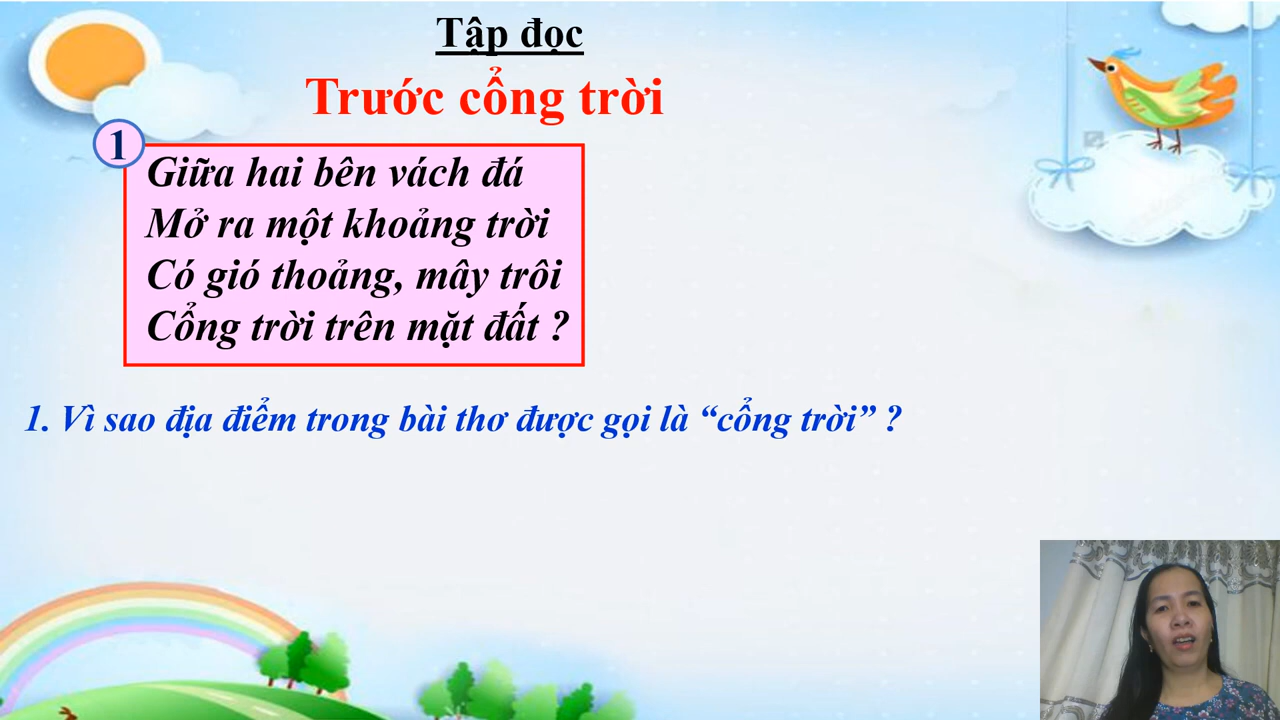 Tập đọc
Trước cổng trời
1
Giữa hai bên vách đá
Mở ra một khoảng trời
Có gió thoảng, mây trôi
Cổng trời trên mặt đất ?
1. Vì sao địa điểm trong bài thơ được gọi là “cổng trời” ?